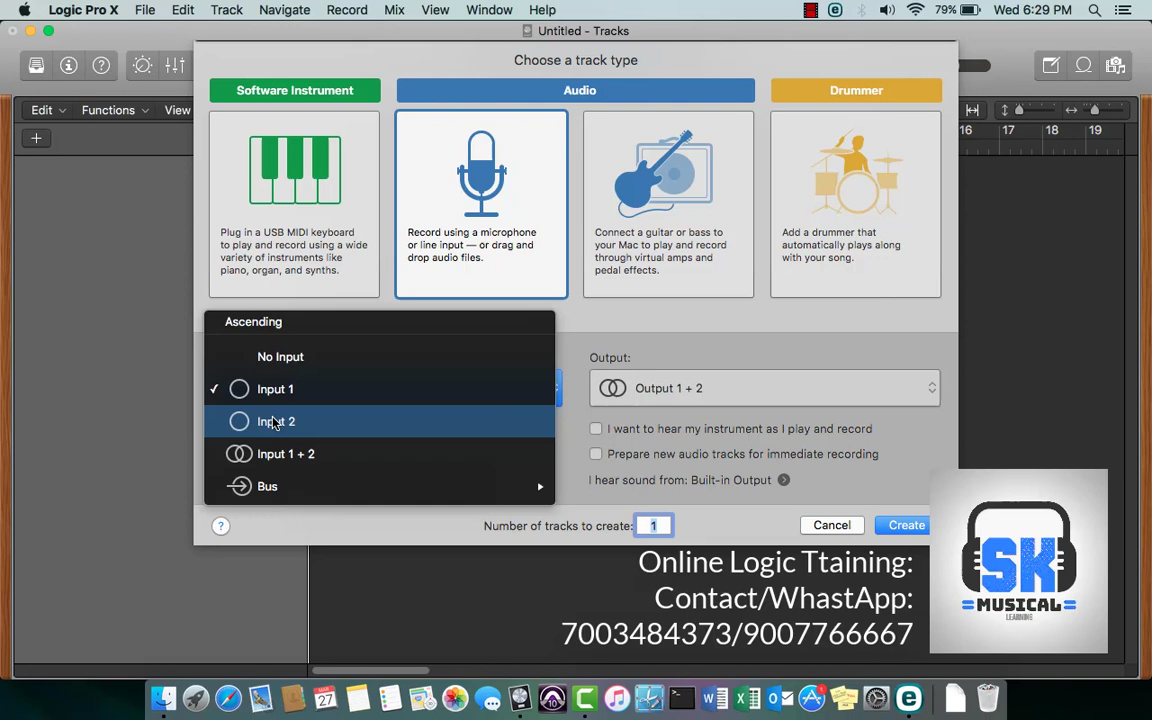 Logic Pro X File Edit Track Navigate Record Mix View Window Help 79% Wed 6:29 PM
Untitled - Tracks
Choose a track type
Software Instrument Audio Drummer
Edit Functions View
16 17 18 19
Plug in a USB MIDI keyboard
to play and record using a wide
variety of instruments like
piano, organ, and synths.
Record using a microphone
or line input — or drag and
drop audio files.
Connect a guitar or bass to
your Mac to play and record
through virtual amps and
pedal effects.
Add a drummer that
automatically plays along
with your song.
Ascending
No Input
Input 1
Input 2
Input 1 + 2
Bus
Output:
Output 1 + 2
I want to hear my instrument as I play and record
Prepare new audio tracks for immediate recording
I hear sound from: Built-in Output
Number of tracks to create: 1 Cancel Create
Online Logic Ttaining:
Contact/WhastApp:
7003484373/9007766667
SK
MUSICAL
LEARNING
27
10